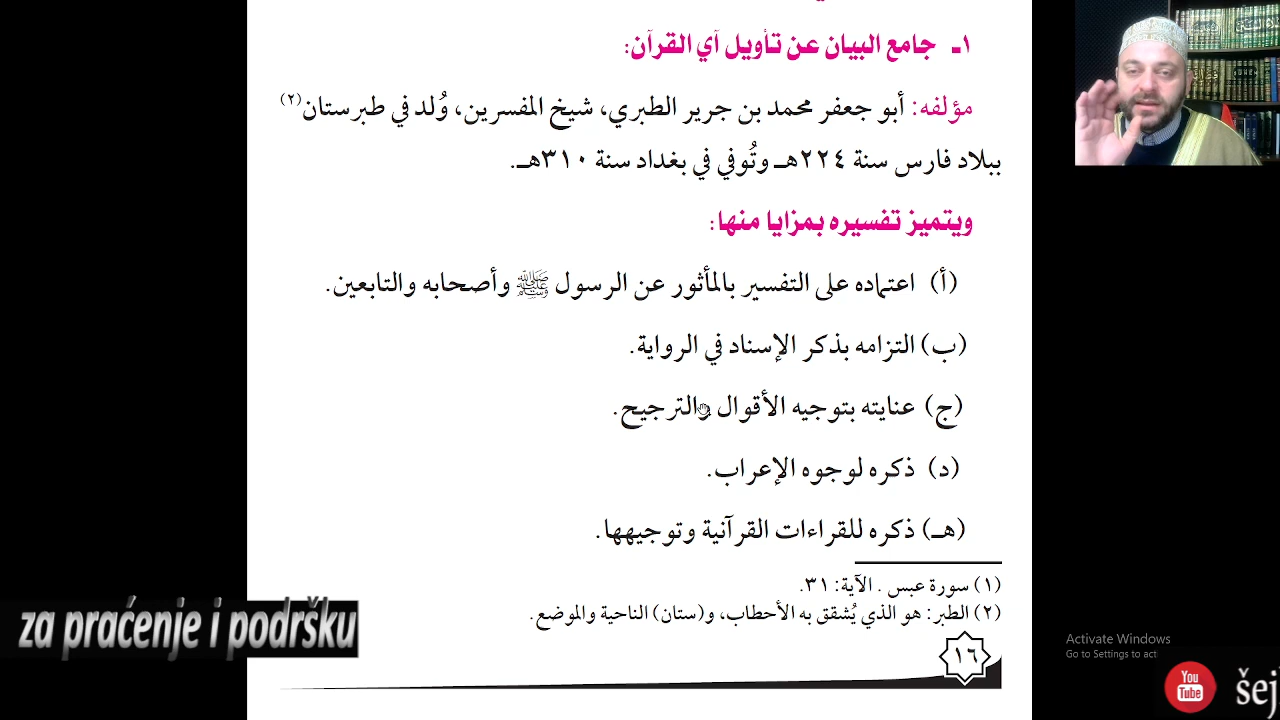 ١ـ جامع البيان عن تأويل آي القرآن:
مؤلفه: أبو جعفر محمد بن جرير الطبري، شيخ المفسرين، وُلد في طبرستان(٢)
ببلاد فارس سنة ٢٢٤هـ وتُوفي في بغداد سنة ٣١٠هـ.
ويتميز تفسيره بمزايا منها:
(أ) اعتماده على التفسير بالمأثور عن الرسول ﷺ وأصحابه والتابعين.
(ب) التزامه بذكر الإسناد في الرواية.
(ج) عنايته بتوجيه الأقوال والترجيح.
(د) ذكره لوجوه الإعراب.
(هـ) ذكره للقراءات القرآنية وتوجيهها.
(١) سورة عبس . الآية: ٣١.
(٢) الطبر: هو الذي يُشقق به الأحطاب، و(ستان) الناحية والموضع.
١٦
za praćenje i podršku
Activate Windows
Go to Settings to acti
You
Tube
šej